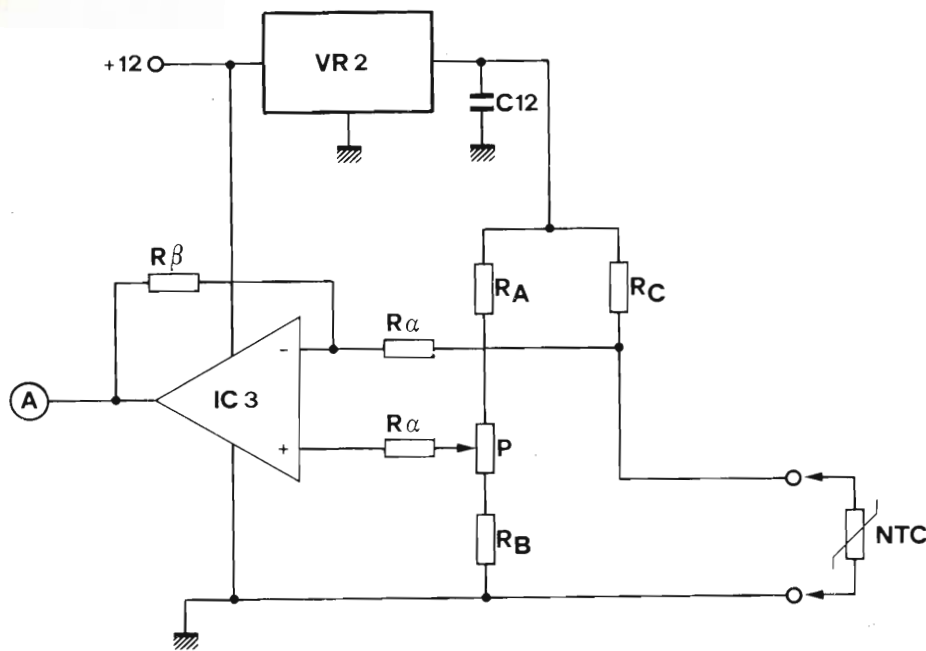 +12
VR 2
C12
Rβ
RA
RC
Rα
-
IC 3
A
Rα
+
P
RB
NTC